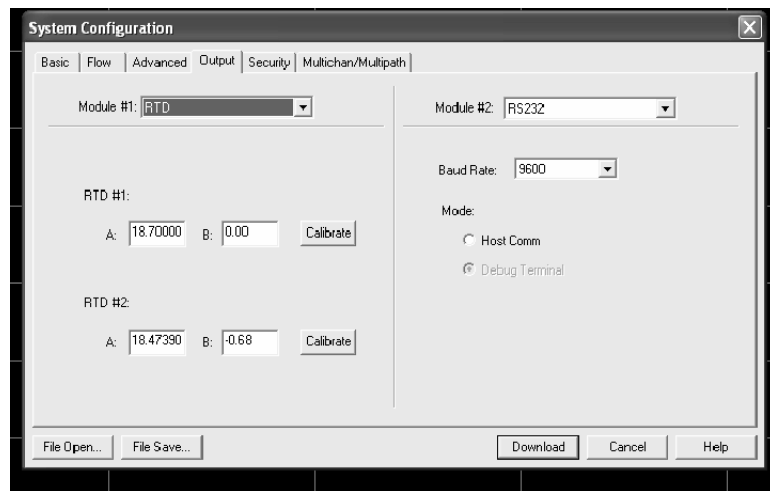 System Configuration
Basic Flow Advanced Output Security Multichan/Multipath
Module #1: RTD
RTD #1:
A: 18.70000 B: 0.00 Calibrate
RTD #2:
A: 18.47390 B: -0.68 Calibrate
Module #2: RS232
Baud Rate: 9600
Mode:
Host Comm
Debug Terminal
File Open... File Save... Download Cancel Help